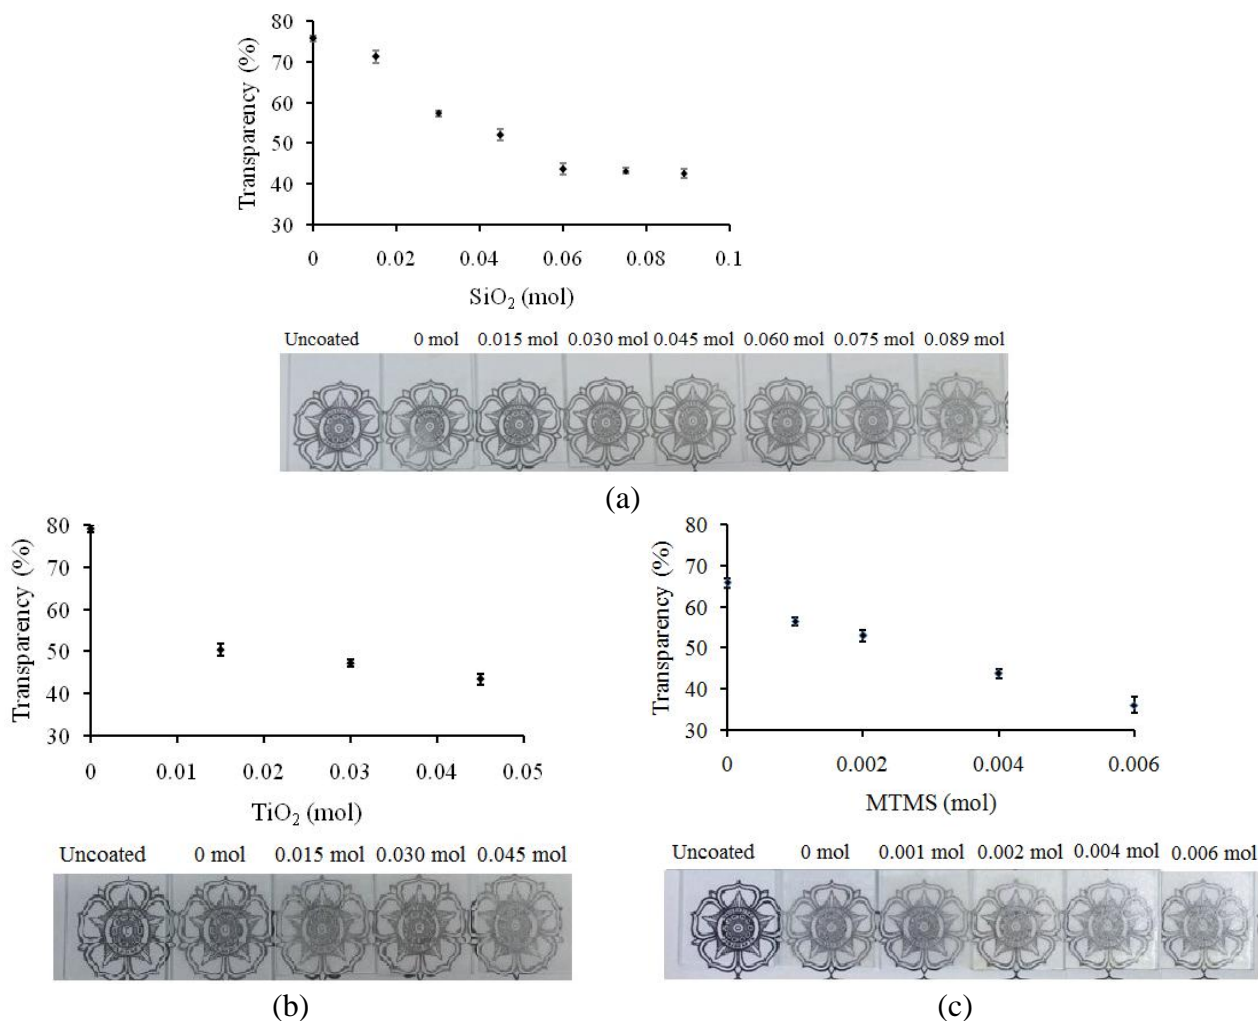 80
70
60
50
40
30
Transparency (%)
0 0.02 0.04 0.06 0.08 0.1
SiO₂ (mol)
Uncoated 0 mol 0.015 mol 0.030 mol 0.045 mol 0.060 mol 0.075 mol 0.089 mol
(a)
80
70
60
50
40
30
Transparency (%)
0 0.01 0.02 0.03 0.04 0.05
TiO₂ (mol)
Uncoated 0 mol 0.015 mol 0.030 mol 0.045 mol
(b)
80
70
60
50
40
30
Transparency (%)
0 0.002 0.004 0.006
MTMS (mol)
Uncoated 0 mol 0.001 mol 0.002 mol 0.004 mol 0.006 mol
(c)